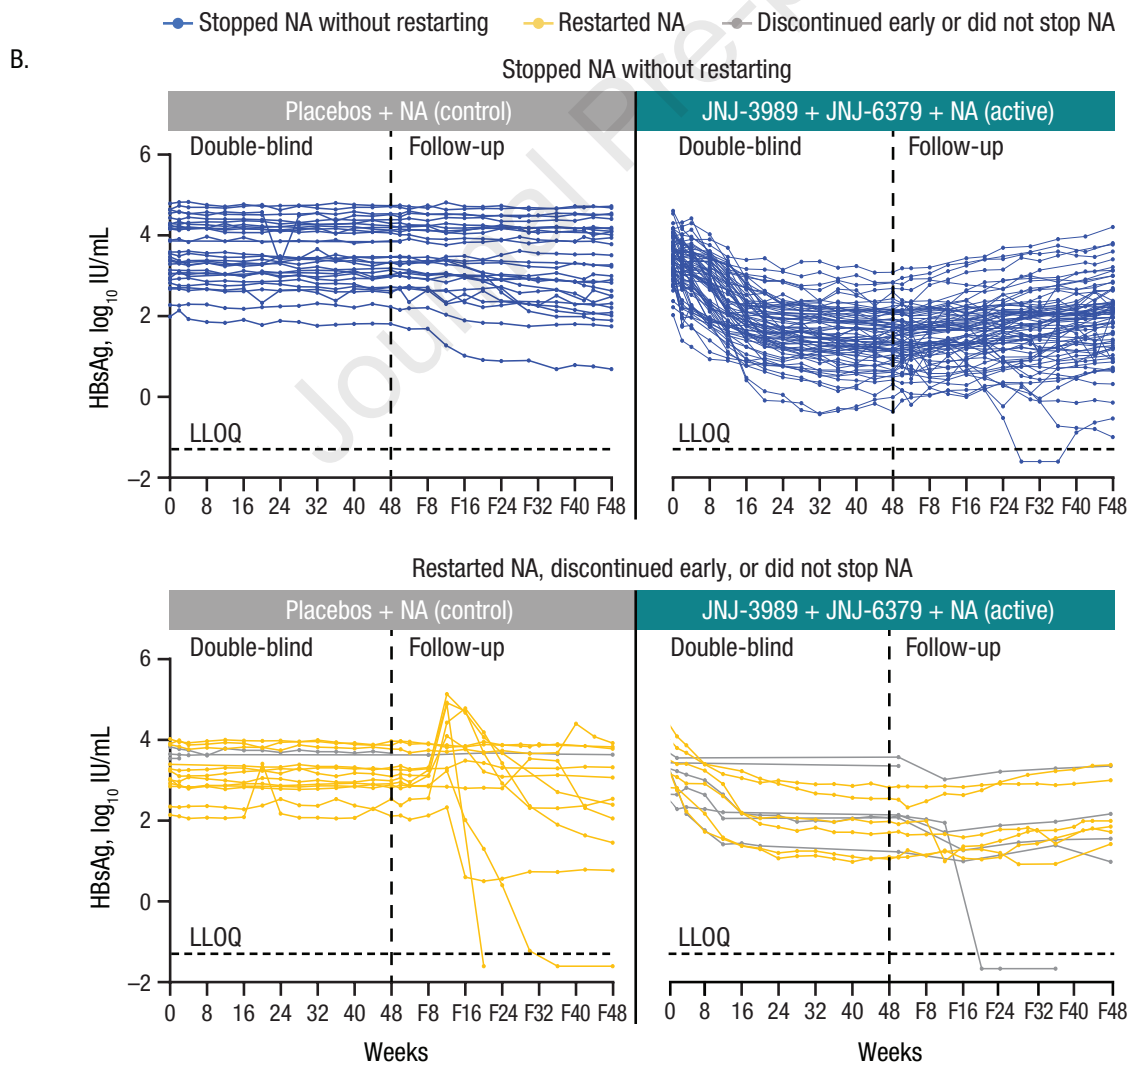 Stopped NA without restarting Restarted NA Discontinued early or did not stop NA
B.
Stopped NA without restarting
Placebos + NA (control) JNJ-3989 + JNJ-6379 + NA (active)
Double-blind Follow-up Double-blind Follow-up
HBsAg, log10 IU/mL
6
4
2
0
–2
LLOQ LLOQ
0 8 16 24 32 40 48 F8 F16 F24 F32 F40 F48 0 8 16 24 32 40 48 F8 F16 F24 F32 F40 F48
Restarted NA, discontinued early, or did not stop NA
Placebos + NA (control) JNJ-3989 + JNJ-6379 + NA (active)
Double-blind Follow-up Double-blind Follow-up
HBsAg, log10 IU/mL
6
4
2
0
–2
LLOQ LLOQ
0 8 16 24 32 40 48 F8 F16 F24 F32 F40 F48 0 8 16 24 32 40 48 F8 F16 F24 F32 F40 F48
Weeks Weeks
Journal Pre-p